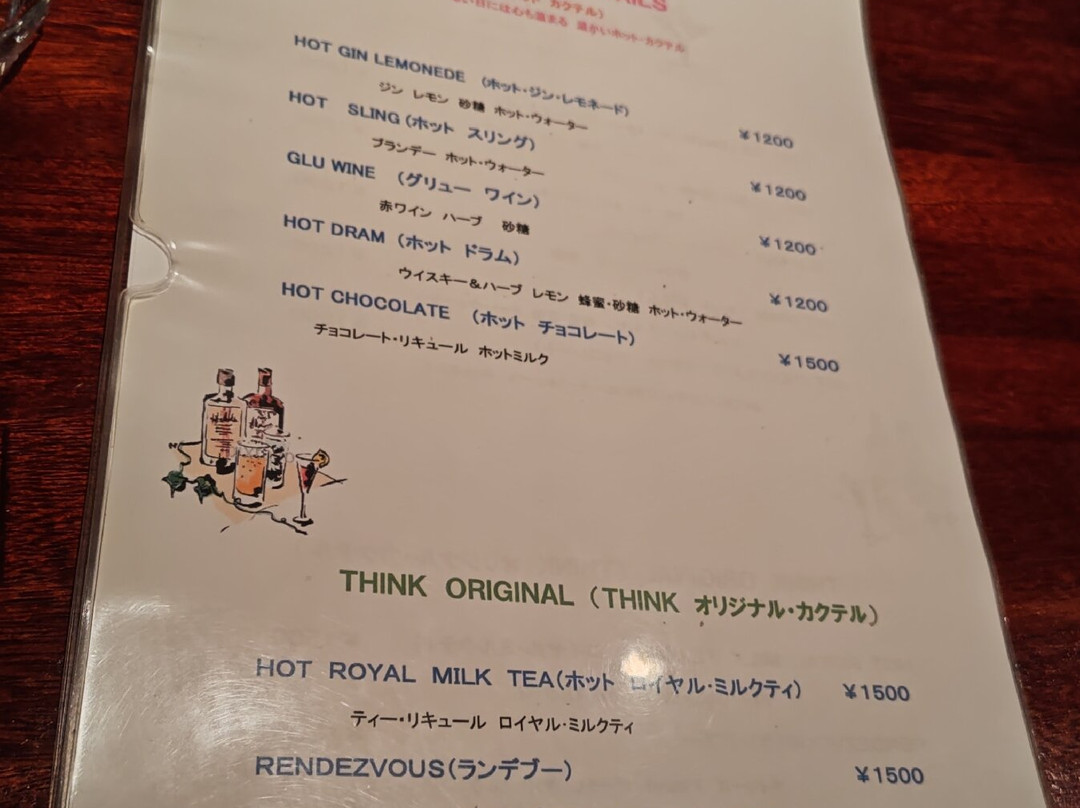 カクテル）
には心も温まる 温かいホット・カクテル
HOT GIN LEMONEDE （ホット・ジン・レモネード） ￥1200
ジン レモン 砂糖 ホット・ウォーター
HOT SLING（ホット スリング） ￥1200
ブランデー ホット・ウォーター
GLU WINE （グリュー ワイン） ￥1200
赤ワイン ハーブ 砂糖
HOT DRAM （ホット ドラム） ￥1200
ウイスキー＆ハーブ レモン 蜂蜜・砂糖 ホット・ウォーター
HOT CHOCOLATE （ホット チョコレート） ￥1500
チョコレート・リキュール ホットミルク
THINK ORIGINAL （THINK オリジナル・カクテル）
HOT ROYAL MILK TEA（ホット ロイヤル・ミルクティ） ￥1500
ティー・リキュール ロイヤル・ミルクティ
RENDEZVOUS（ランデブー） ￥1500